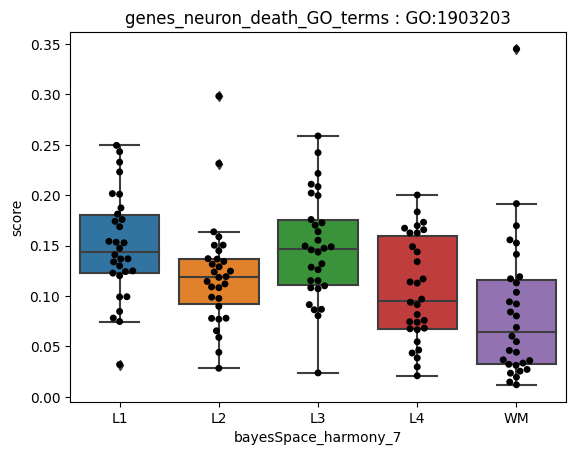 genes_neuron_death_GO_terms : GO:1903203
0.35
0.30
0.25
0.20
0.15
0.10
0.05
0.00
score
L1 L2 L3 L4 WM
bayesSpace_harmony_7